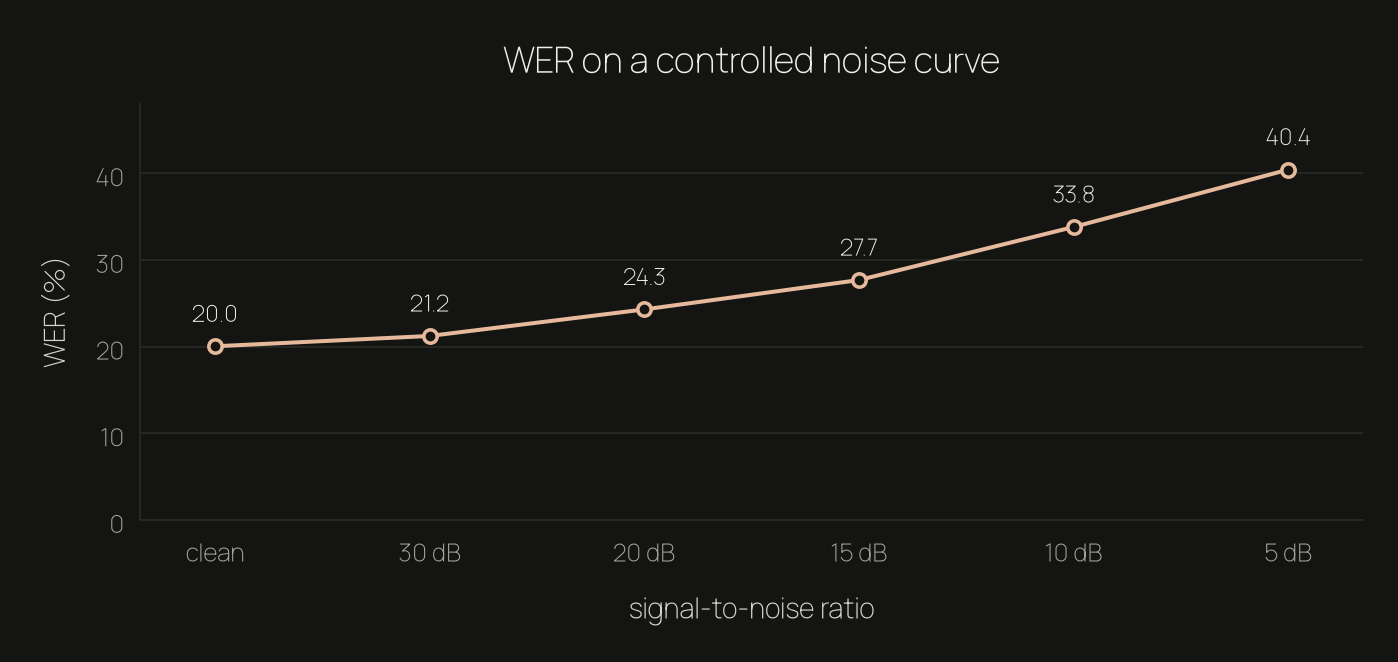 WER on a controlled noise curve
40.4
40
33.8
30
27.7
24.3
21.2
20.0
WER (%)
20
10
0
clean 30 dB 20 dB 15 dB 10 dB 5 dB
signal-to-noise ratio